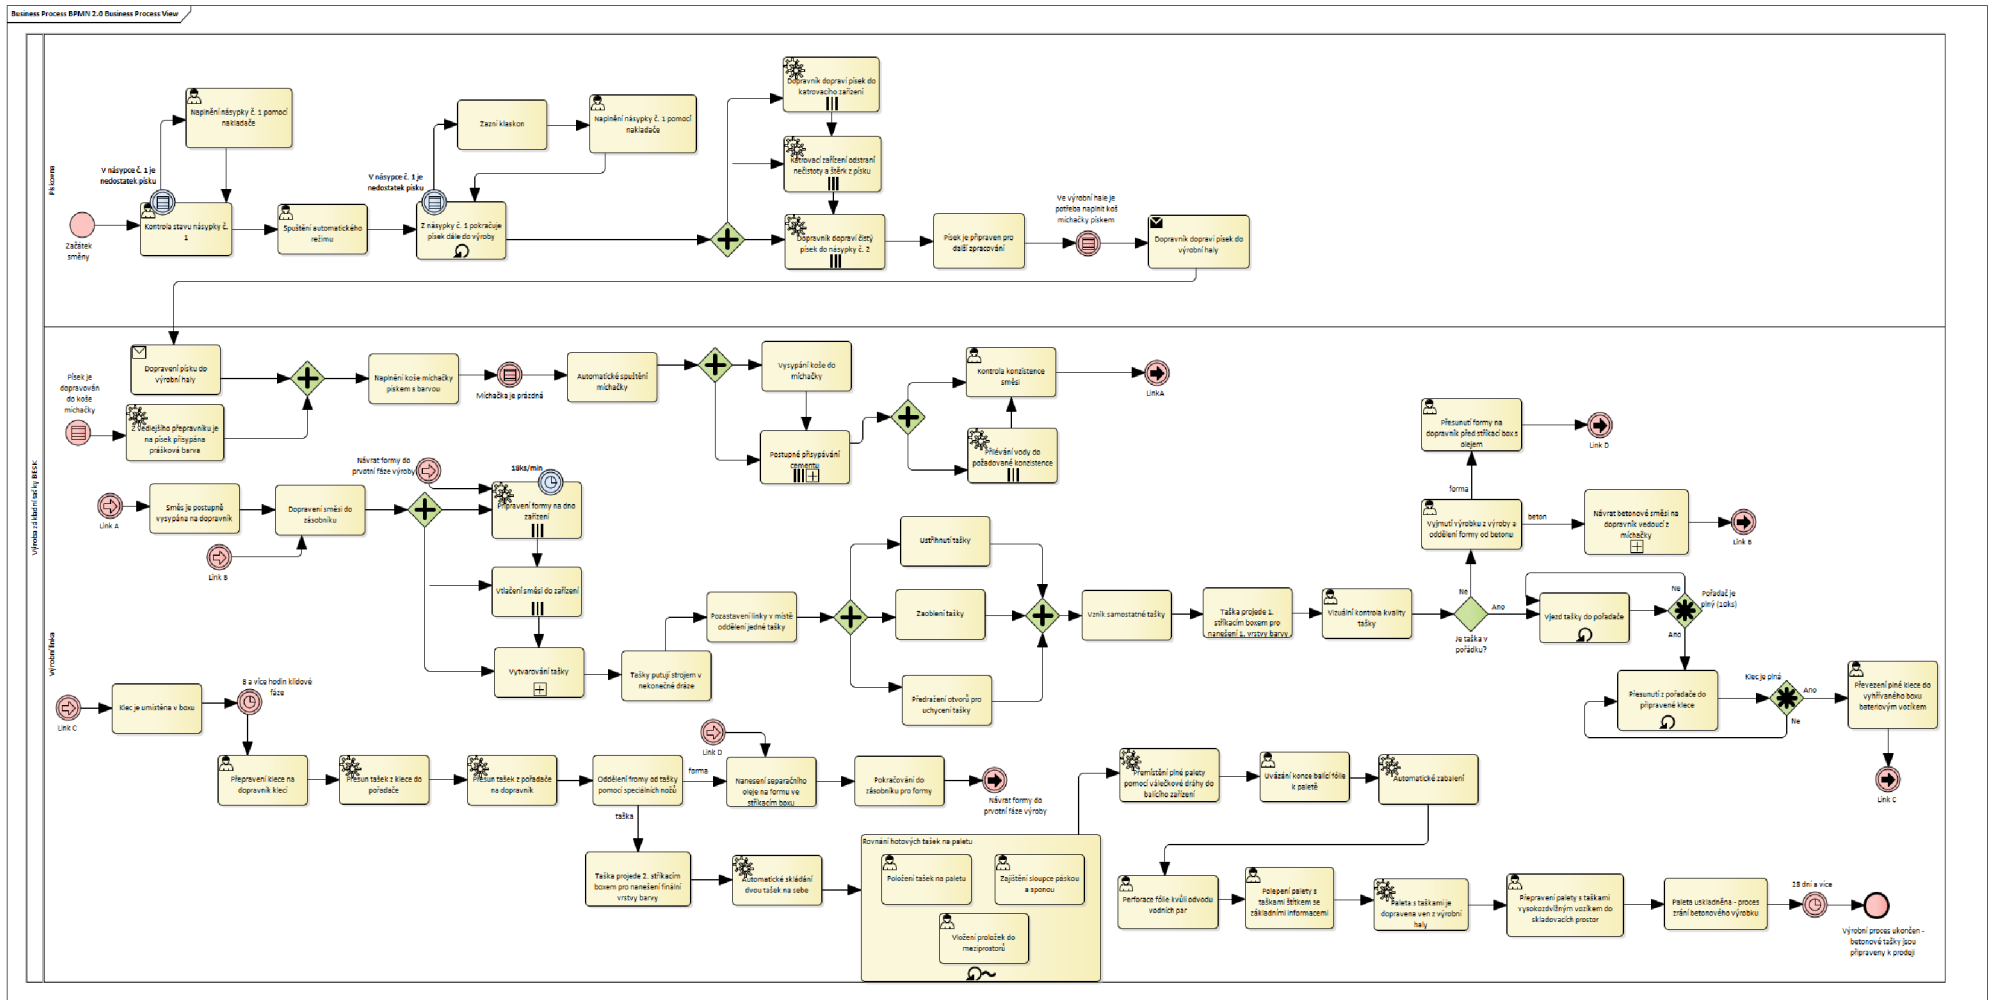 Business Process BPMN 2.0 Business Process View
Výroba základní tašky BESK
Pískovna
Naplnění násypky č. 1 pomocí
nakladače
V násypce č. 1 je
nedostatek písku
Začátek
směny
Kontrola stavu násypky č.
1
Spuštění automatického
režimu
V násypce č. 1 je
nedostatek písku
Zazní klaskon
Naplnění násypky č. 1 pomocí
nakladače
Z násypky č. 1 pokračuje
písek dále do výroby
Dopravník dopraví písek do
katrovacího zařízení
Katrovací zařízení odstraní
nečistoty a štěrk z písku
Dopravník dopraví čistý
písek do násypky č. 2
Písek je připraven pro
další zpracování
Ve výrobní hale je
potřeba naplnit koš
míchačky pískem
Dopravník dopraví písek do
výrobní haly
Výrobní linka
Dopravení písku do
výrobní haly
Písek je
dopravován
do koše
míchačky
Z vedlejšího přepravníku je
na písek přisypána
prášková barva
Naplnění koše míchačky
pískem s barvou
Míchačka je prázdná
Automatické spuštění
míchačky
Vysypání koše do
míchačky
Postupné přisypávání
cementu
Kontrola konzistence
směsi
Přilévání vody do
požadované konzistence
LinkA
Link A
Směs je postupně
vysypána na dopravník
Dopravení směsi do
zásobníku
Link B
Návrat formy do
prvotní fáze výroby
18ks/min
Připravení formy na dno
zařízení
Vtlačení směsi do zařízení
Vytvarování tašky
Tašky putují strojem v
nekonečné dráze
Pozastavení linky v místě
oddělení jedné tašky
Ustřihnutí tašky
Zaoblení tašky
Předražení otvorů pro
uchycení tašky
Vznik samostatné tašky
Taška projede 1.
stříkacím boxem pro
nanešení 1. vrstvy barvy
Vizuální kontrola kvality
tašky
Je taška v
pořádku?
Ne
Ano
Vyjmutí výrobku z výroby a
oddělení formy od betonu
forma
Přesunutí formy na
dopravník před stříkací box s
olejem
Link D
beton
Návrat betonové směsi na
dopravník vedoucí z
míchačky
Link B
Vjezd tašky do pořadače
Ne
Pořadač je
plný (10ks)
Ano
Přesunutí z pořadače do
připravené klece
Klec je plná
Ano
Ne
Převezení plné klece do
vyhřívaného boxu
bateriovým vozíkem
Link C
Link C
Klec je umístěna v boxu
8 a více hodin klidové
fáze
Přepravení klece na
dopravník klecí
Přesun tašek z klece do
pořadače
Přesun tašek z pořadače
na dopravník
Oddělení fromy od tašky
pomocí speciálních nožů
forma
taška
Link D
Nanesení separačního
oleje na formu ve
stříkacím boxu
Pokračování do
zásobníku pro formy
Návrat formy do
prvotní fáze výroby
Taška projede 2. stříkacím
boxem pro nanešení finální
vrstvy barvy
Automatické skládání
dvou tašek na sebe
Rovnání hotových tašek na paletu
Položení tašek na paletu
Zajištění sloupce páskou
a sponou
Vložení proložek do
meziprostorů
Přemístění plné palety
pomocí válečkové dráhy do
balicího zařízení
Uvázání konce balicí fólie
k paletě
Automatické zabalení
Perforace fólie kvůli odvodu
vodních par
Polepení palety s
taškami štítkem se
základními informacemi
Paleta s taškami je
dopravena ven z výrobní
haly
Přepravení palety s taškami
vysokozdvižným vozíkem do
skladovacích prostor
Paleta uskladněna - proces
zrání betonového výrobku
28 dní a více
Výrobní proces ukončen -
betonové tašky jsou
připraveny k prodeji